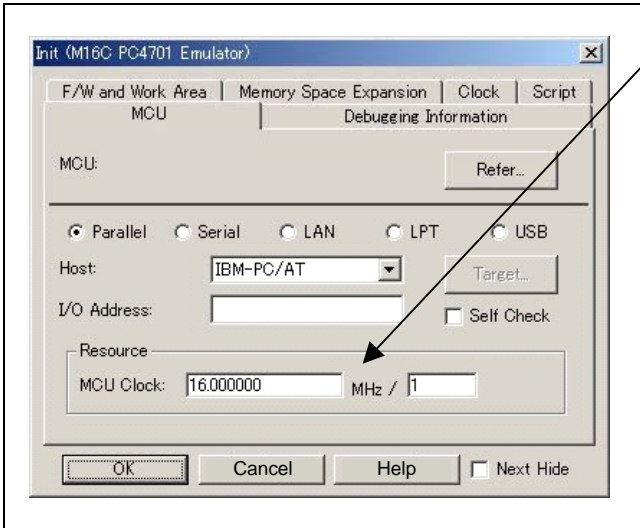 Init (M16C PC4701 Emulator)
F/W and Work Area Memory Space Expansion Clock Script
MCU Debugging Information
MCU: Refer...
Parallel Serial LAN LPT USB
Host: IBM-PC/AT Target...
I/O Address: Self Check
Resource
MCU Clock: 16.000000 MHz / 1
OK Cancel Help Next Hide